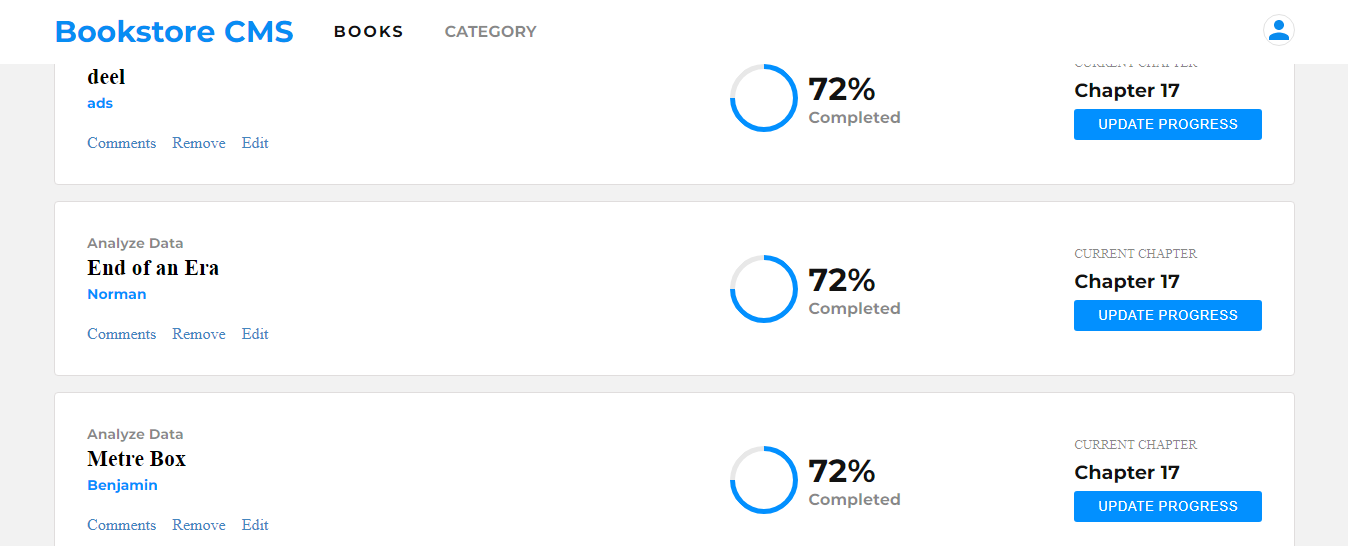 Bookstore CMS BOOKS CATEGORY
deel
ads
Comments Remove Edit
72%
Completed
CURRENT CHAPTER
Chapter 17
UPDATE PROGRESS
Analyze Data
End of an Era
Norman
Comments Remove Edit
72%
Completed
CURRENT CHAPTER
Chapter 17
UPDATE PROGRESS
Analyze Data
Metre Box
Benjamin
Comments Remove Edit
72%
Completed
CURRENT CHAPTER
Chapter 17
UPDATE PROGRESS